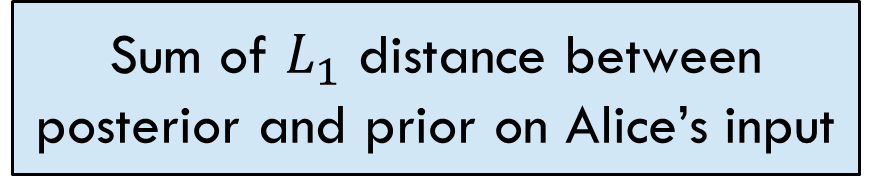 Sum of L₁ distance between
posterior and prior on Alice's input